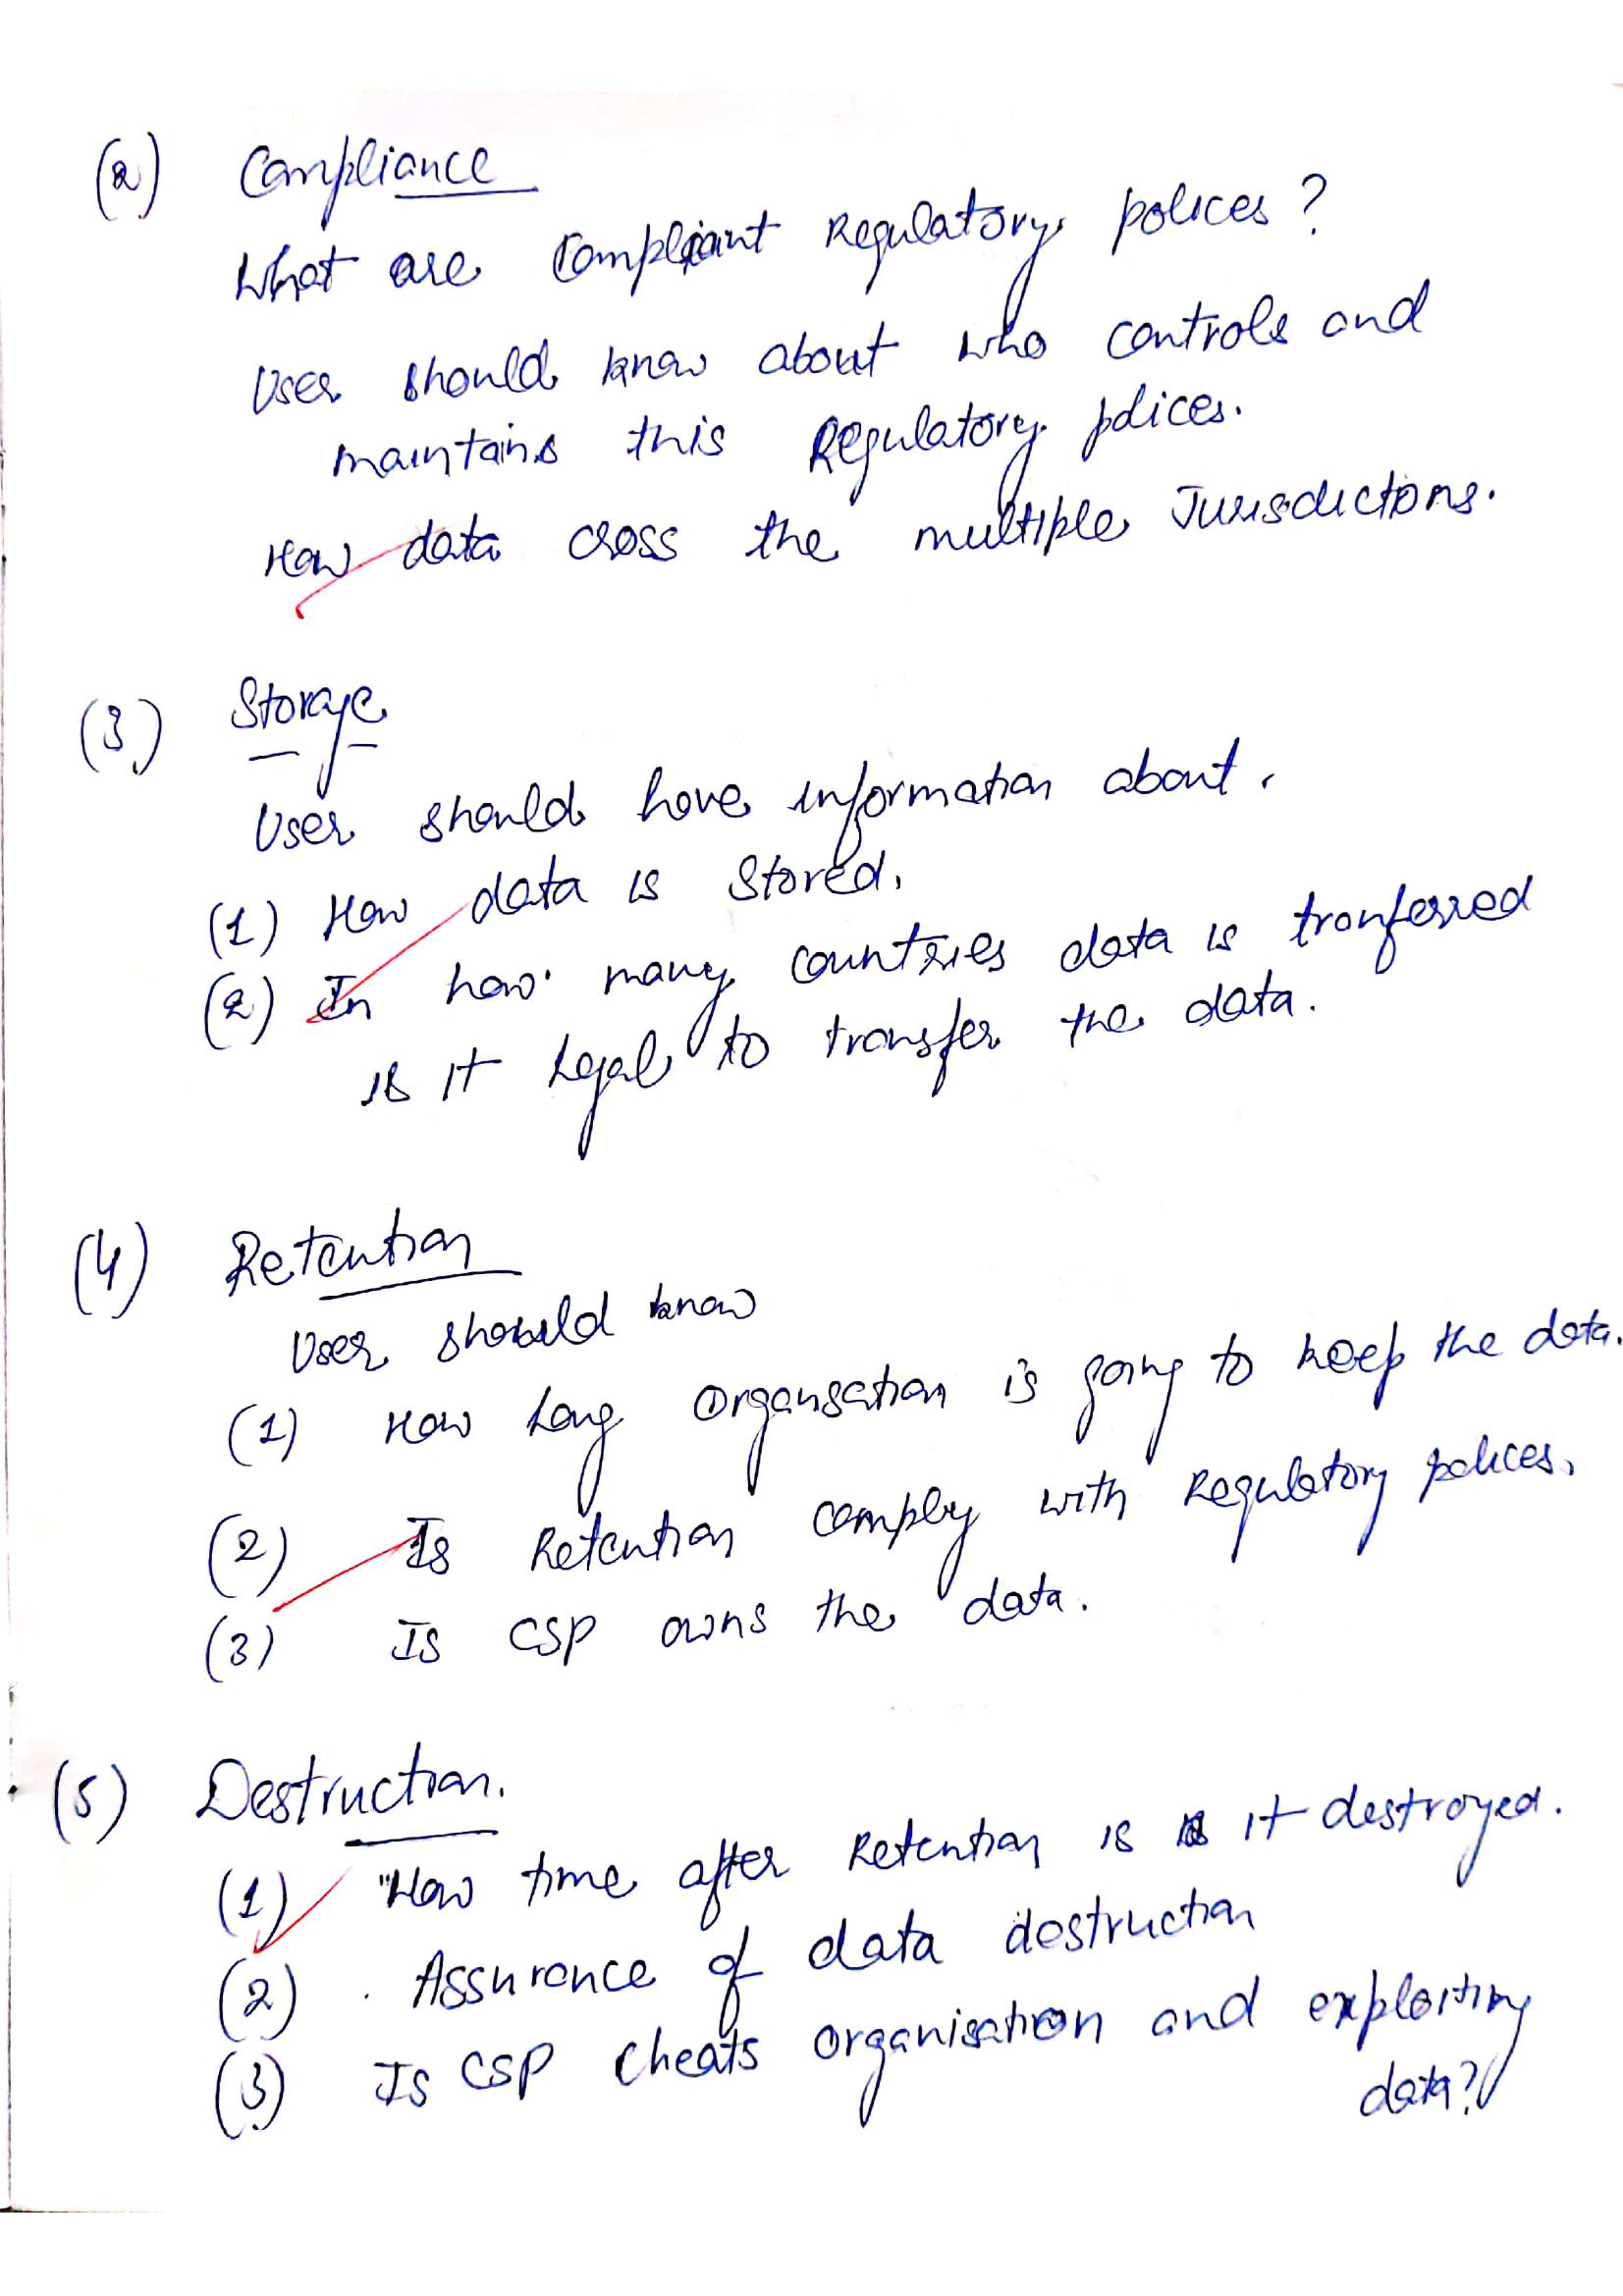 (2) Compliance
What are compliant Regulatory polices ?
User should know about who controls and
maintains this Regulatory polices.
How data cross the multiple Jurisdictions.
(3) Storage
User should have information about.
(1) How data is stored.
(2) In how many countries data is tranferred
is it Legal to transfer the data.
(4) Retention
User should know
(1) How Long Organisation is going to keep the data.
(2) Is Retention comply with Regulatory polices.
(3) Is CSP owns the data.
(5) Destruction.
(1) How time after Retention is it destroyed.
(2) Assurance of data destruction
(3) Is CSP cheats organisation and exploiting
data?